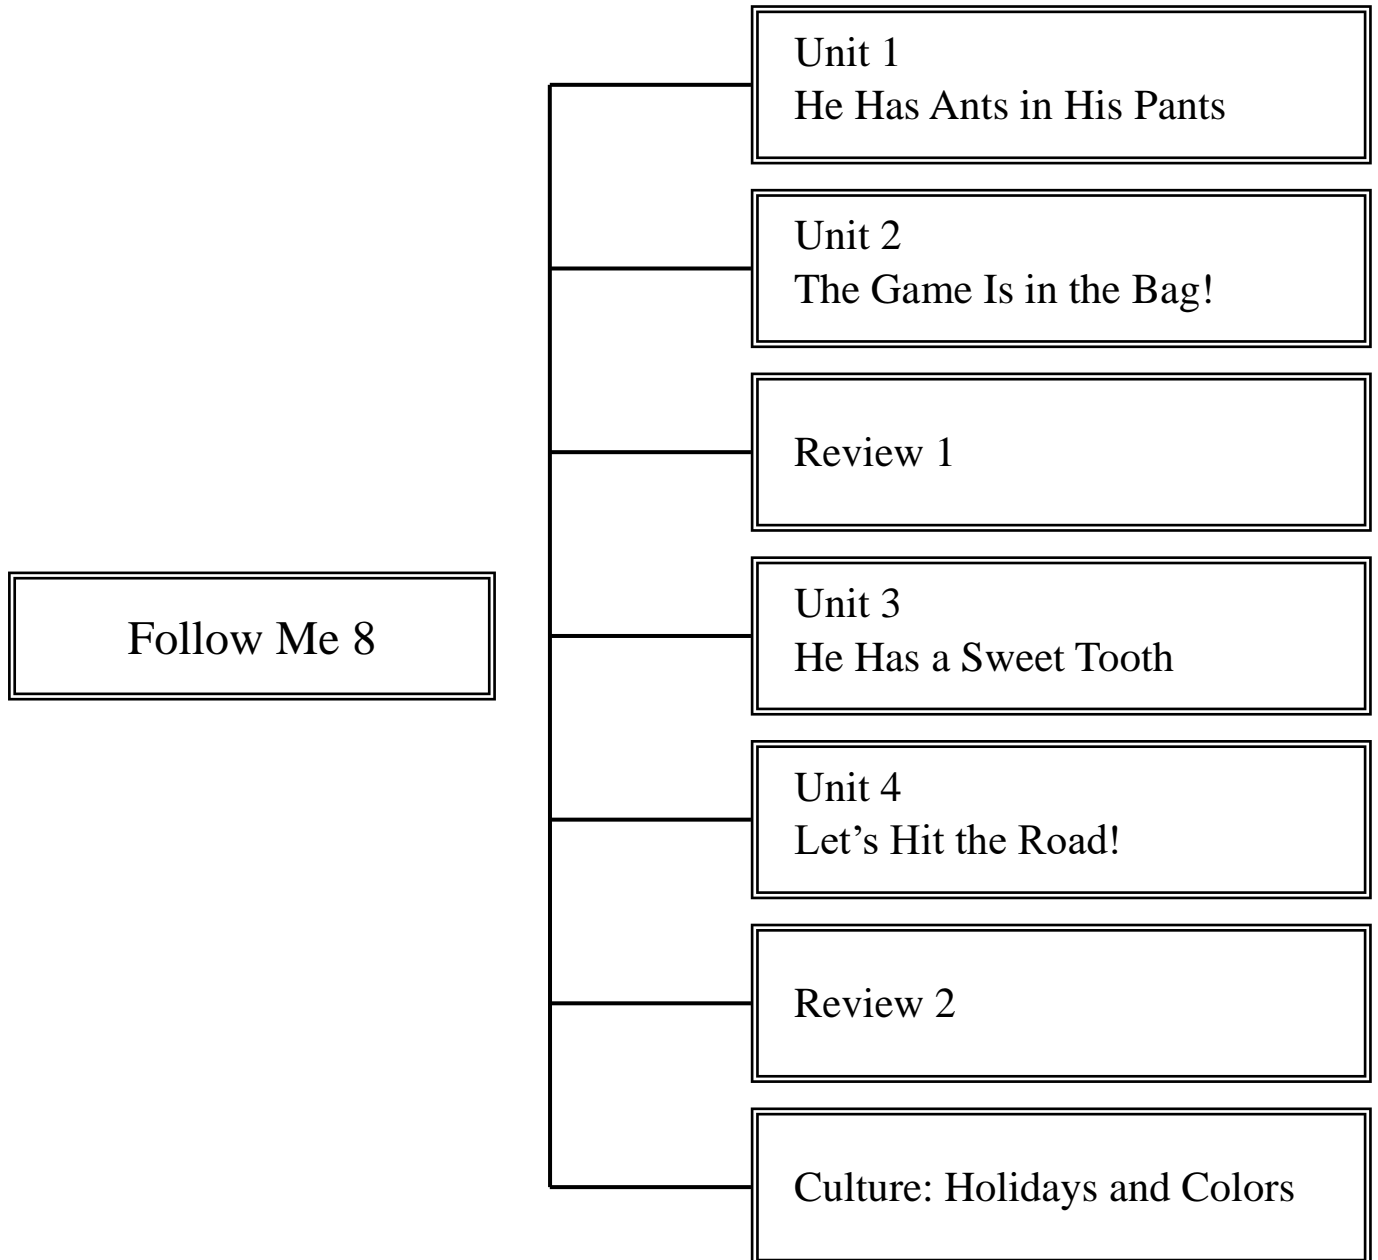 Follow Me 8
Unit 1
He Has Ants in His Pants
Unit 2
The Game Is in the Bag!
Review 1
Unit 3
He Has a Sweet Tooth
Unit 4
Let’s Hit the Road!
Review 2
Culture: Holidays and Colors